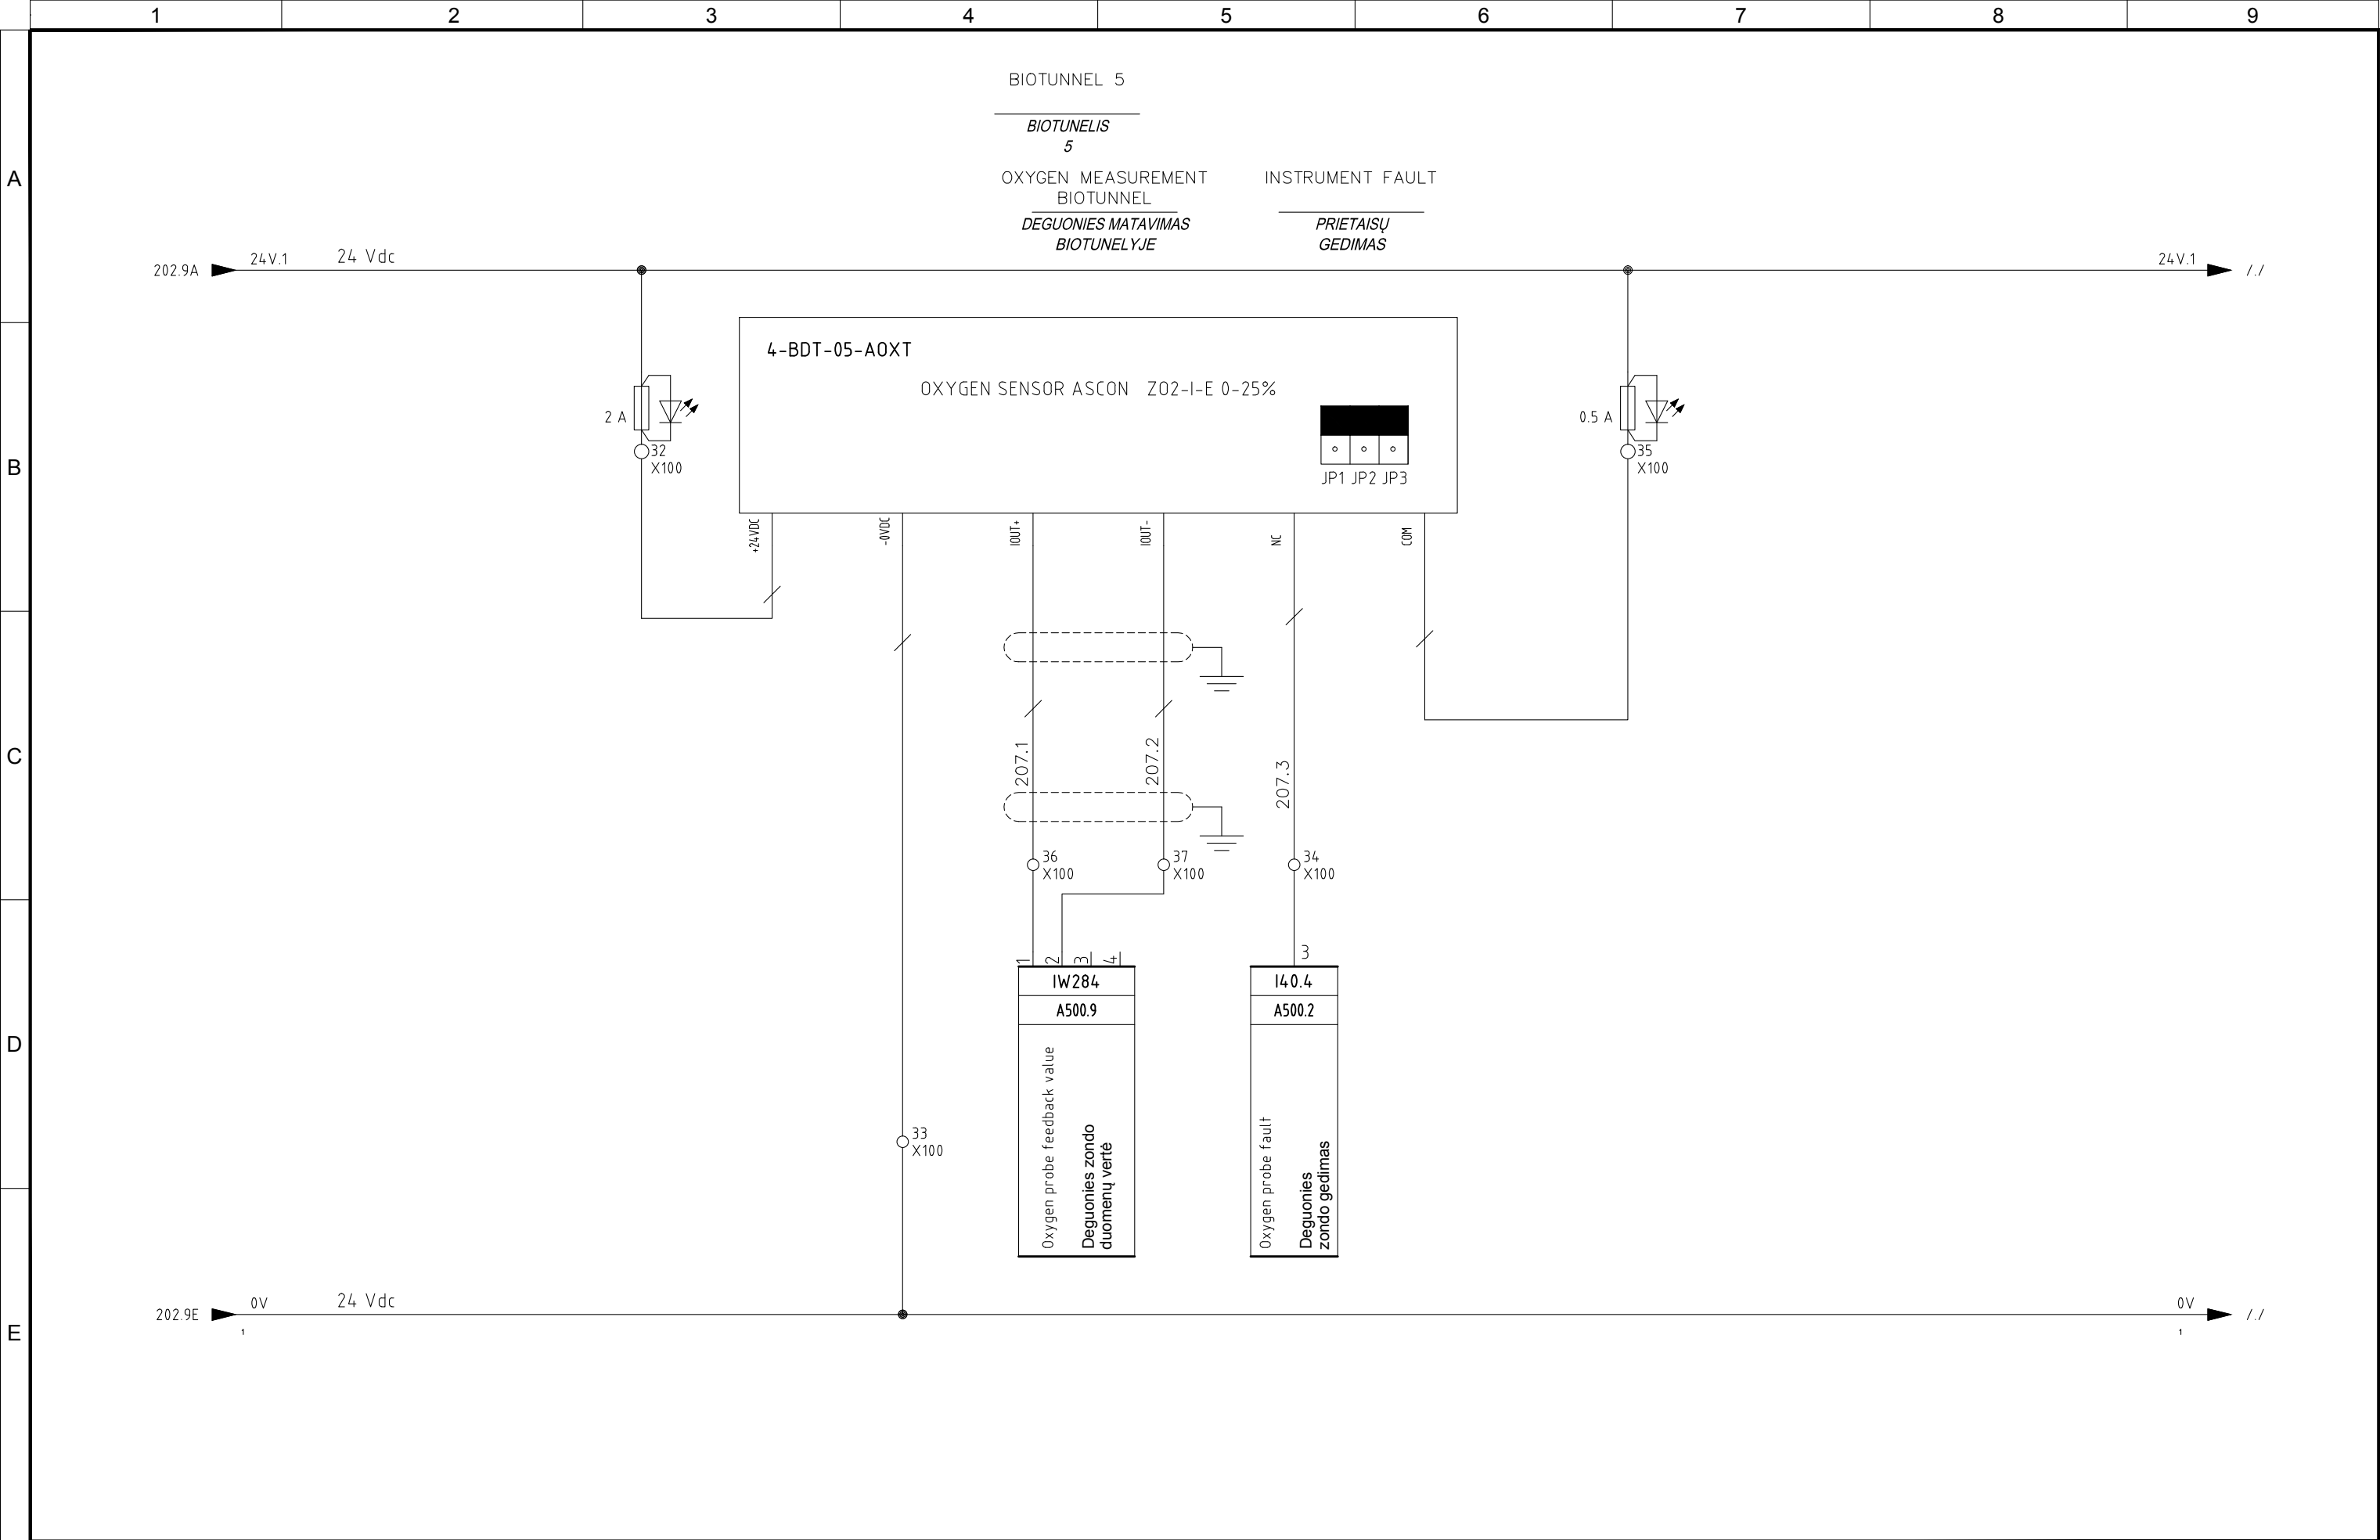 1 2 3 4 5 6 7 8 9
BIOTUNNEL 5
BIOTUNELIS
5
A
OXYGEN MEASUREMENT
BIOTUNNEL
DEGUONIES MATAVIMAS
BIOTUNELYJE
INSTRUMENT FAULT
PRIETAISŲ
GEDIMAS
202.9A
24V.1
24 Vdc
24V.1
/./
4-BDT-05-AOXT
OXYGEN SENSOR ASCON ZO2-I-E 0-25%
2 A
32
X100
B
JP1 JP2 JP3
0.5 A
35
X100
+24VDC
-0VDC
IOUT+
IOUT-
NC
COM
C
207.1
207.2
207.3
36
X100
37
X100
34
X100
1
2
3
4
IW284
A500.9
Oxygen probe feedback value
Deguonies zondo
duomenų vertė
3
I40.4
A500.2
Oxygen probe fault
Deguonies
zondo gedimas
D
33
X100
E
202.9E
0V
24 Vdc
1
0V
/./
1